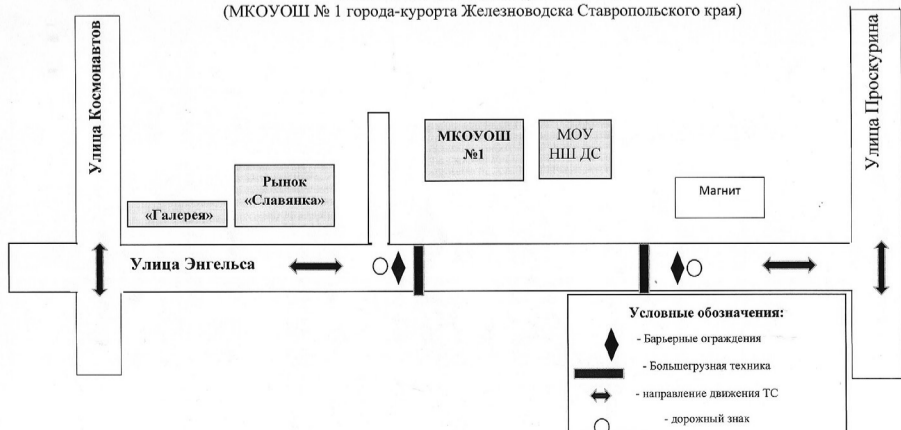 (МКОУОШ № 1 города-курорта Железноводска Ставропольского края)
Улица Космонавтов
Улица Проскурина
МКОУОШ
№1
МОУ
НШ ДС
Рынок
«Славянка»
«Галерея»
Магнит
Улица Энгельса
Условные обозначения:
- Барьерные ограждения
- Большегрузная техника
- направление движения ТС
- дорожный знак